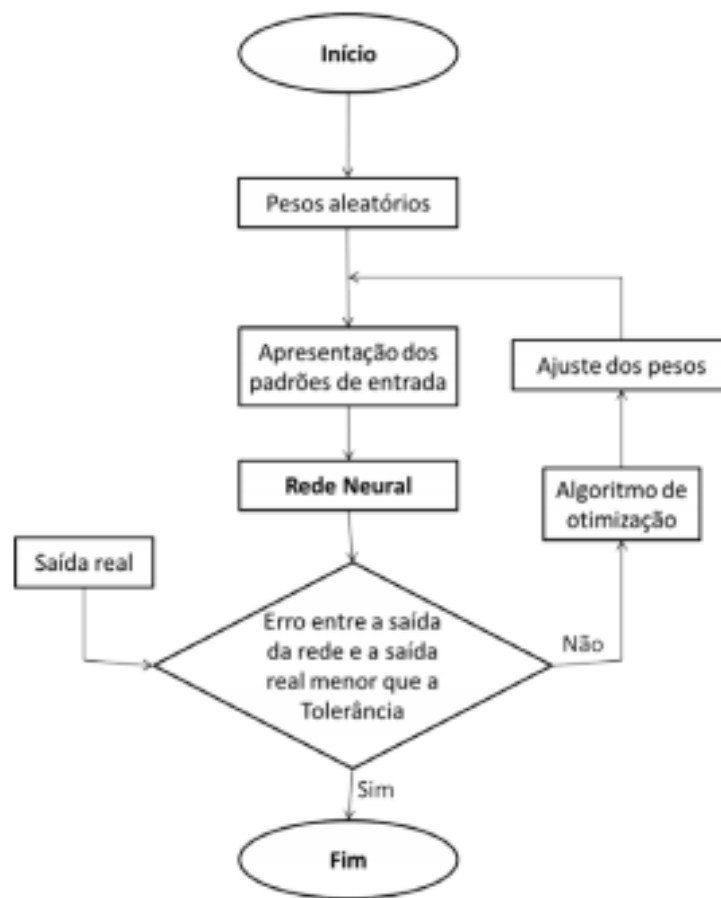 Início
Pesos aleatórios
Apresentação dos
padrões de entrada
Ajuste dos pesos
Rede Neural
Algoritmo de
otimização
Saída real
Erro entre a saída
da rede e a saída
real menor que a
Tolerância
Não
Sim
Fim